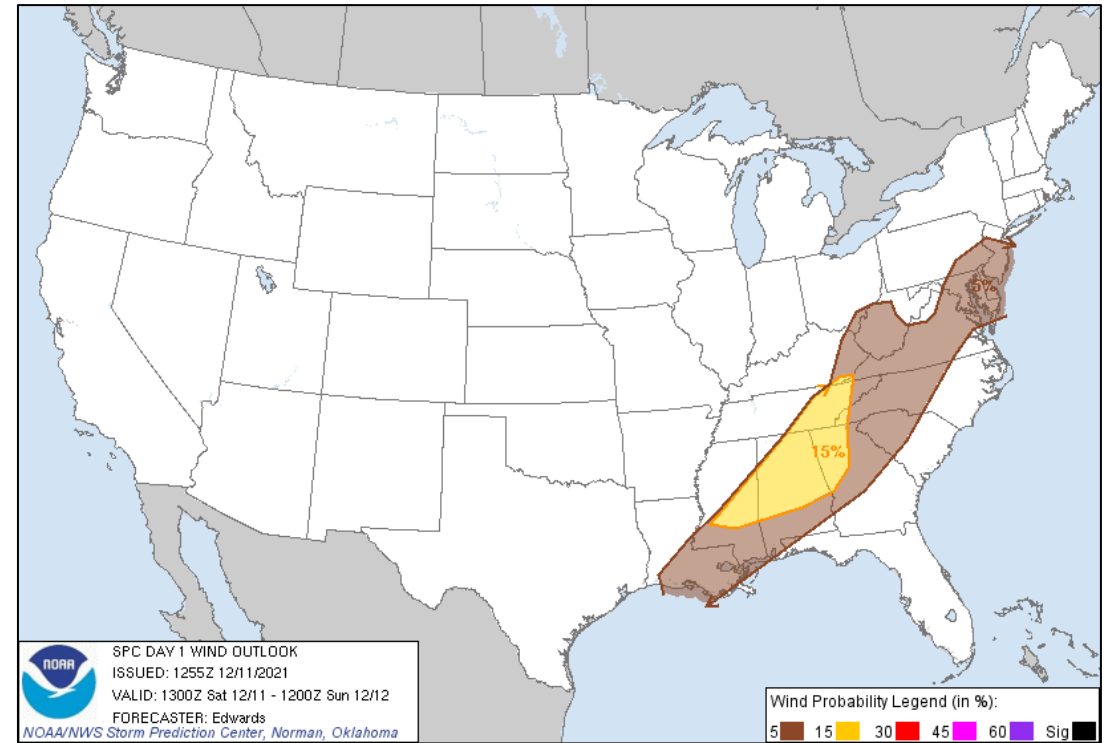 5%
15%
NOAA
SPC DAY 1 WIND OUTLOOK
ISSUED: 1255Z 12/11/2021
VALID: 1300Z Sat 12/11 - 1200Z Sun 12/12
FORECASTER: Edwards
NOAA/NWS Storm Prediction Center, Norman, Oklahoma
Wind Probability Legend (in %):
5 15 30 45 60 Sig